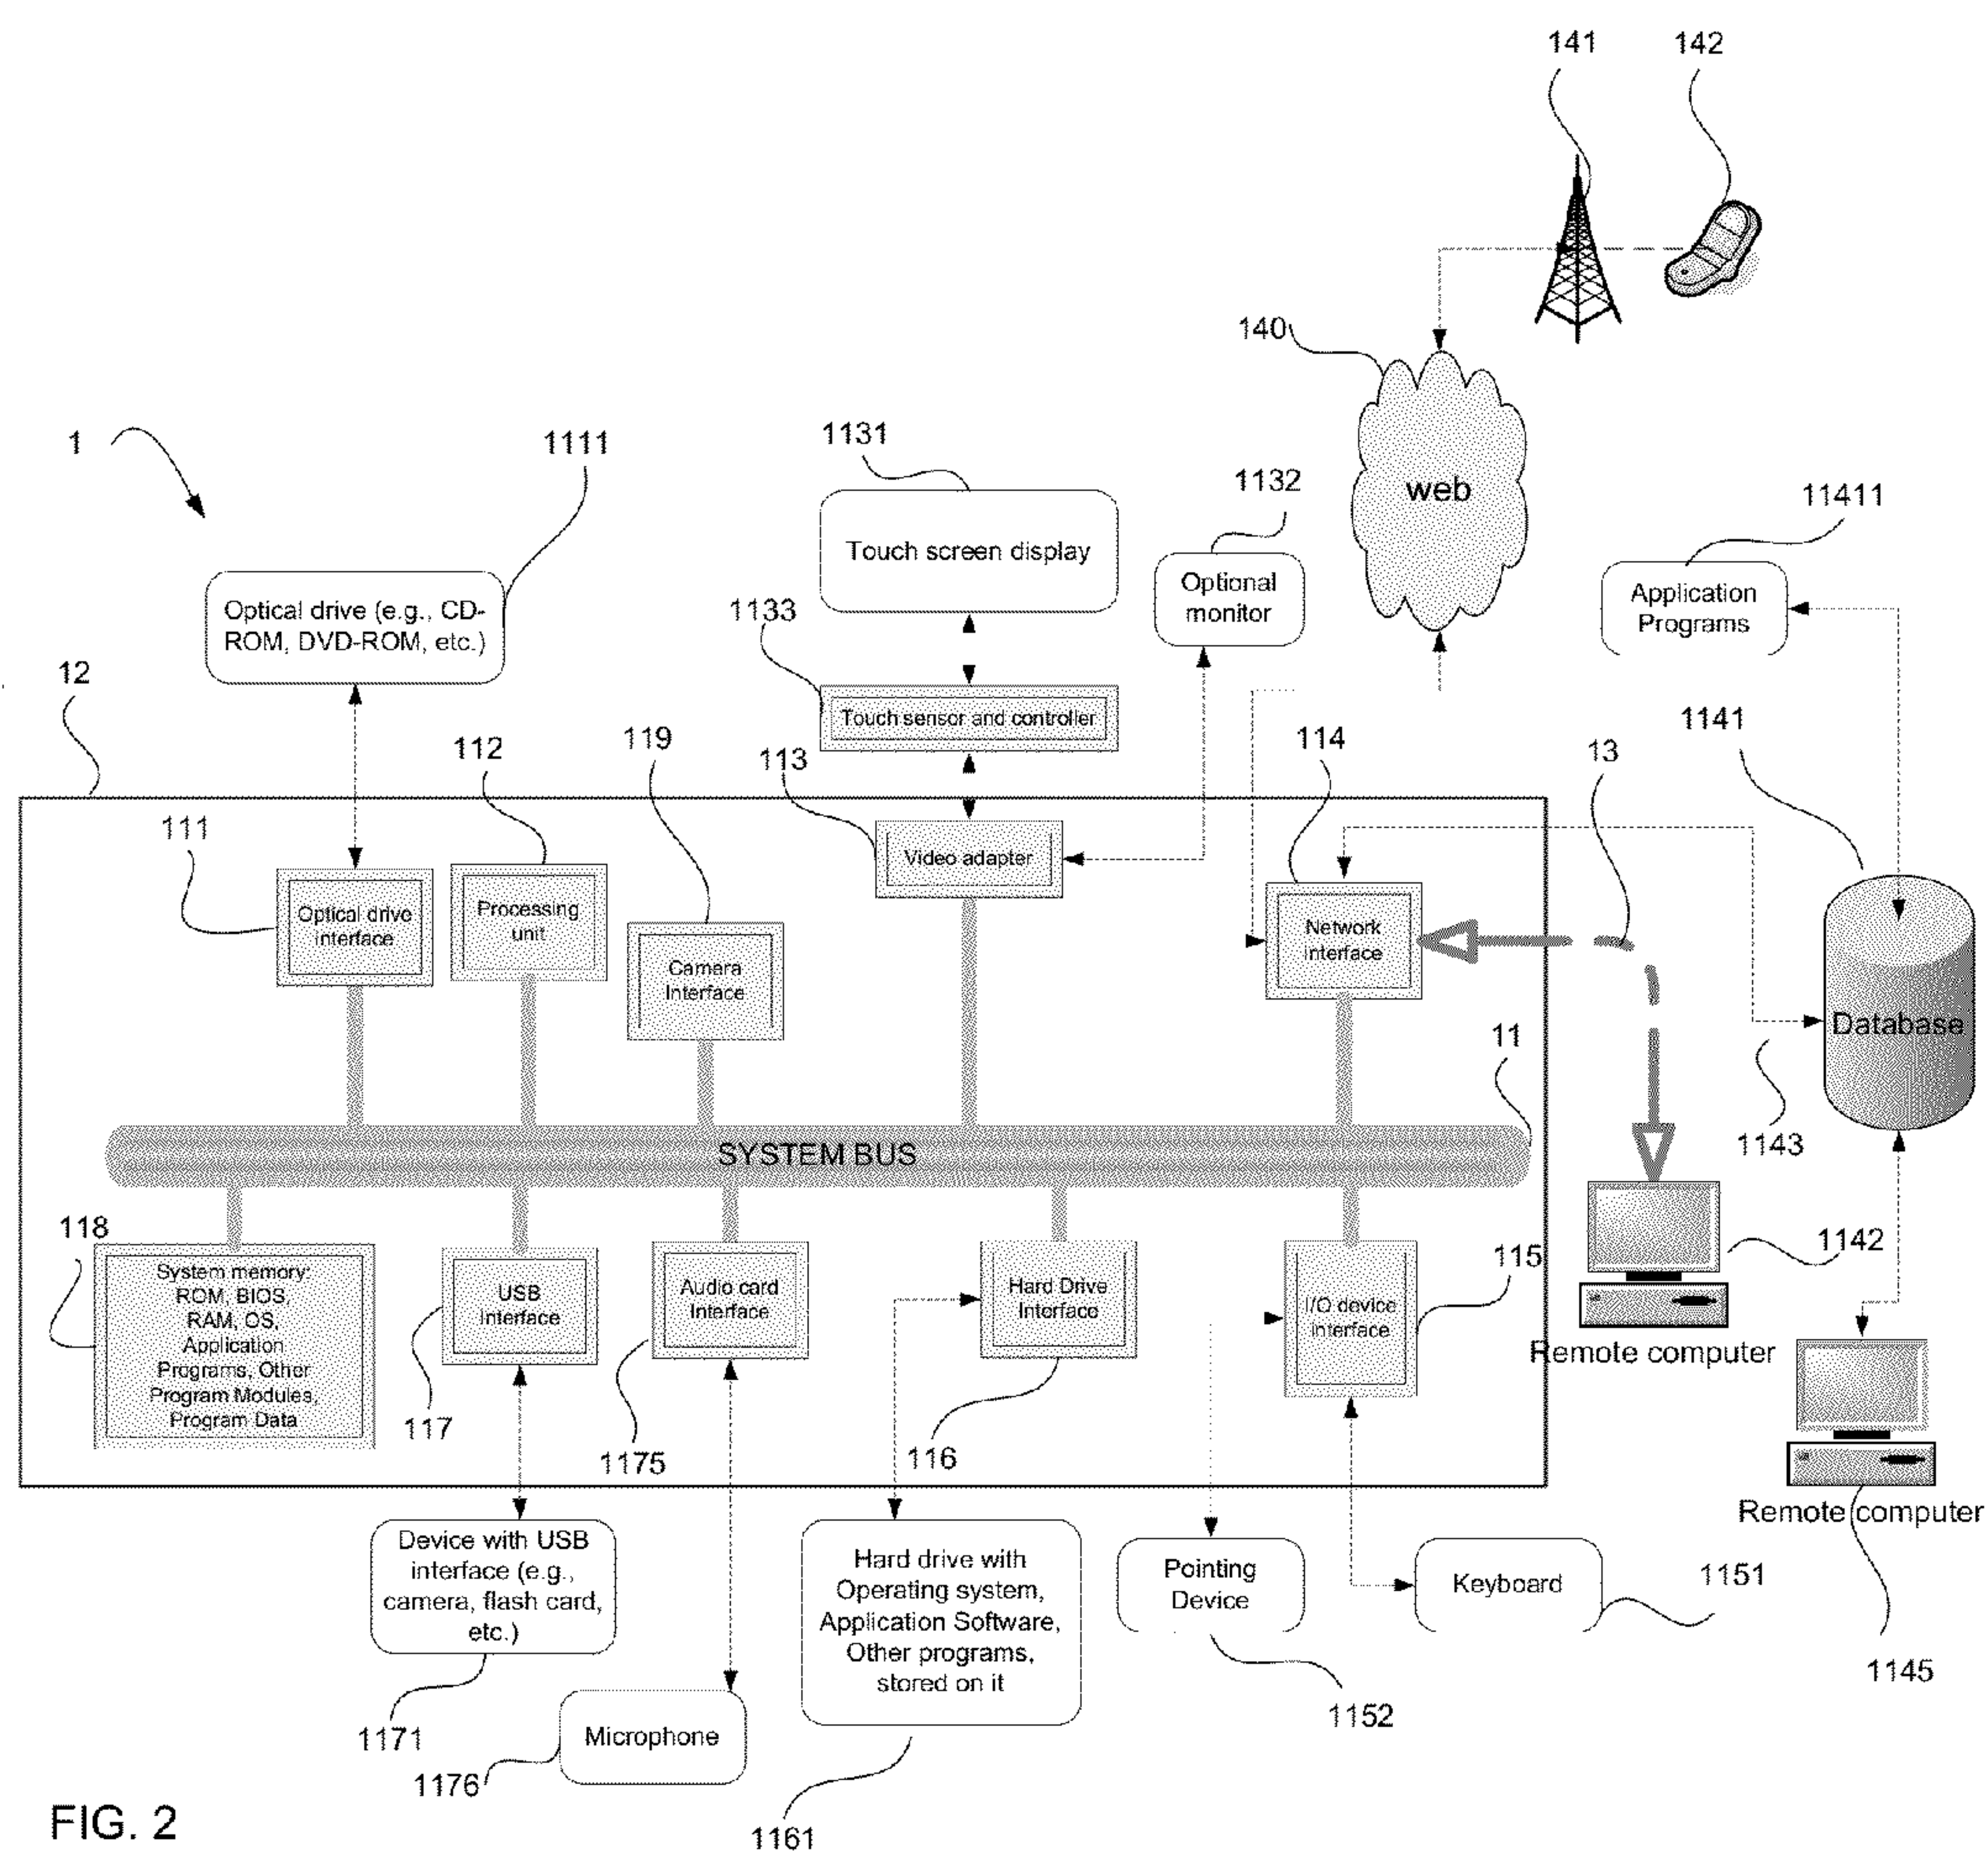 141
142
140
1
1111
1131
1132
11411
web
Touch screen display
Optional
monitor
Application
Programs
Optical drive (e.g., CD-
ROM, DVD-ROM, etc.)
1133
12
Touch sensor and controller
1141
112
119
113
114
13
111
Video adapter
Optical drive
interface
Processing
unit
Camera
Interface
Network
interface
Database
11
1143
SYSTEM BUS
118
1142
115
System memory:
ROM, BIOS,
RAM, OS,
Application
Programs, Other
Program Modules,
Program Data
USB
Interface
Audio card
Interface
Hard Drive
Interface
I/O device
interface
Remote computer
117
1175
116
Remote computer
Device with USB
interface (e.g.,
camera, flash card,
etc.)
Hard drive with
Operating system,
Application Software,
Other programs,
stored on it
Pointing
Device
Keyboard
1151
1145
1171
1152
Microphone
1176
FIG. 2
1161